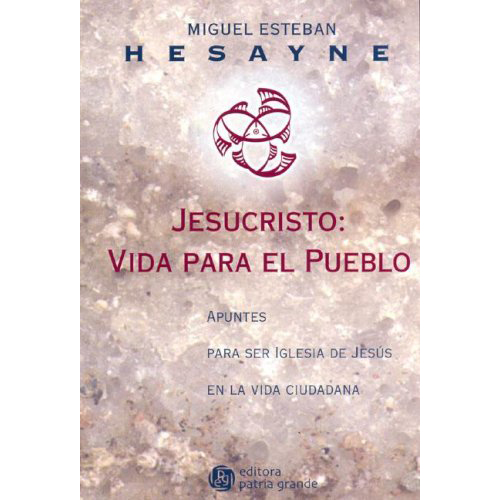 MIGUEL ESTEBAN
HESAYNE
JESUCRISTO:
VIDA PARA EL PUEBLO
APUNTES
PARA SER IGLESIA DE JESÚS
EN LA VIDA CIUDADANA
pg
editora
patria grande